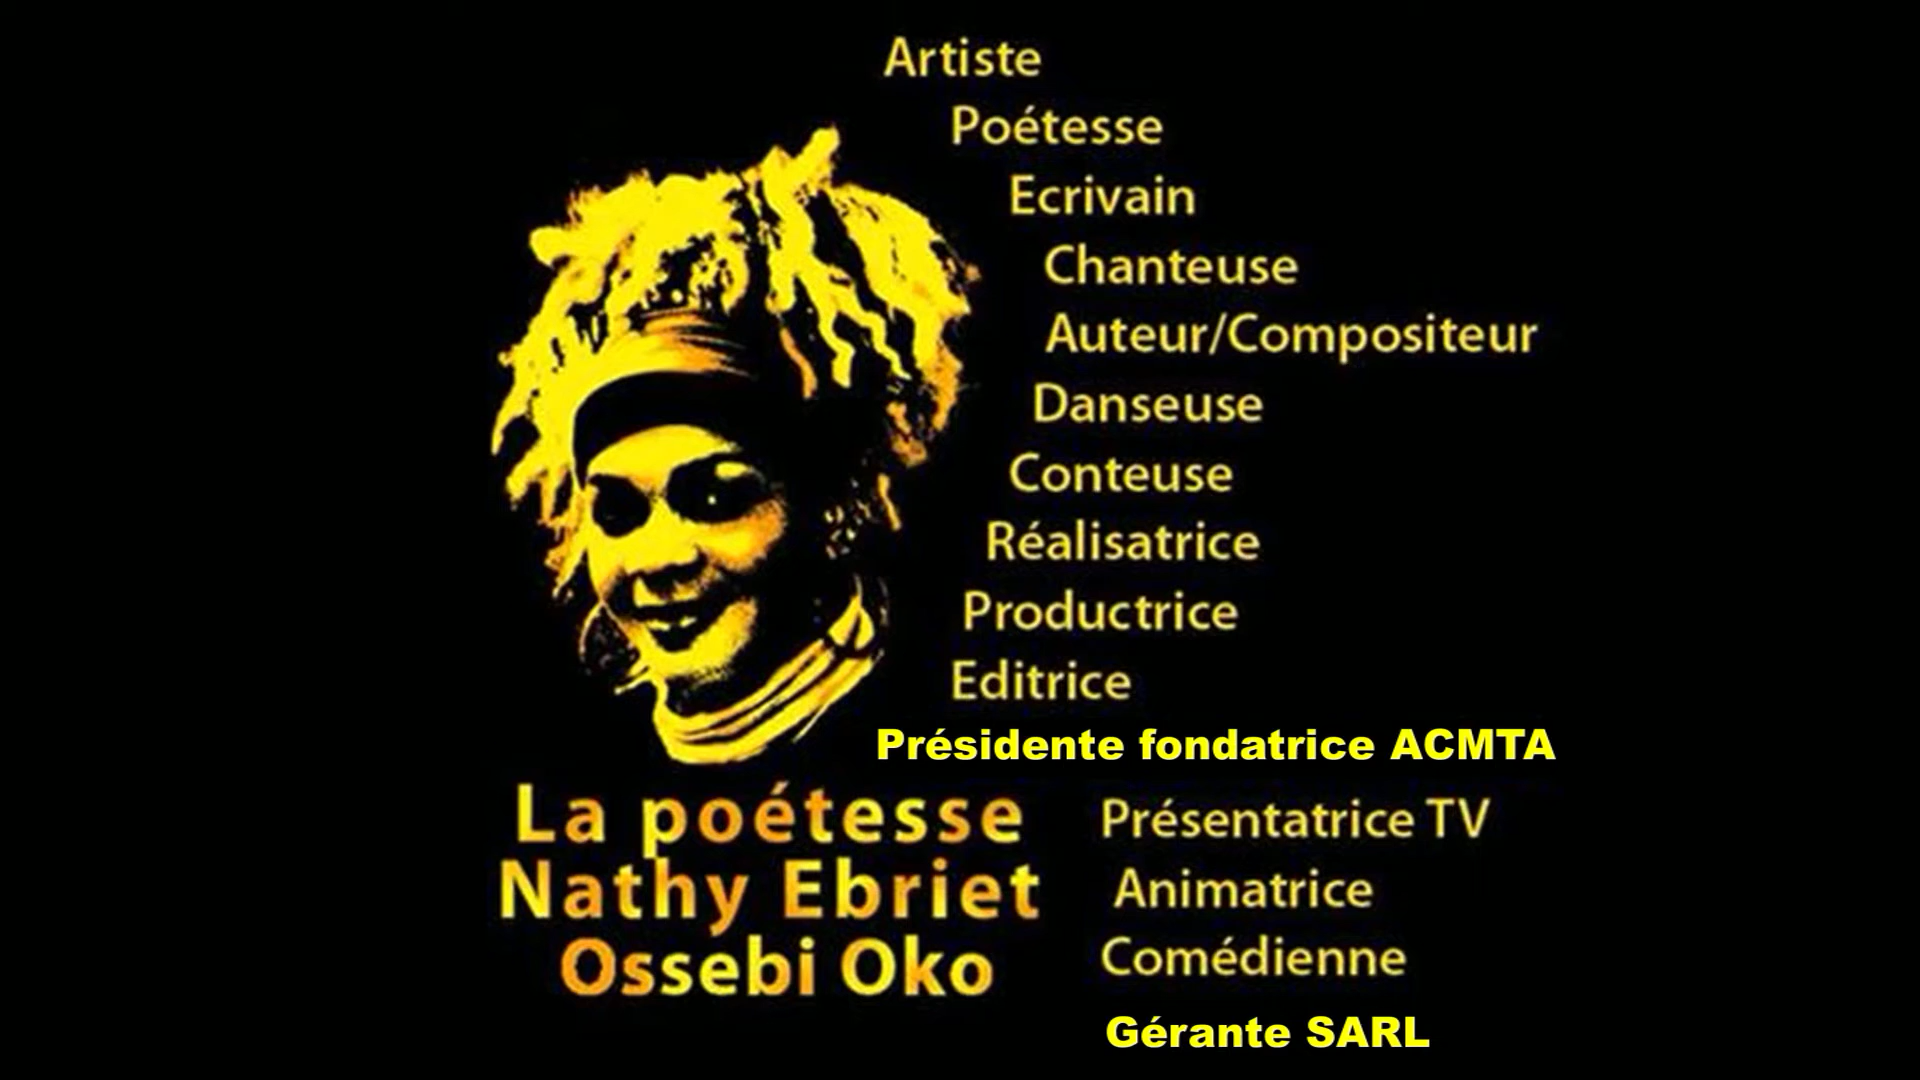 Artiste
Poétesse
Ecrivain
Chanteuse
Auteur/Compositeur
Danseuse
Conteuse
Réalisatrice
Productrice
Editrice
Présidente fondatrice ACMTA
La poétesse
Nathy Ebriet
Ossebi Oko
Présentatrice TV
Animatrice
Comédienne
Gérante SARL